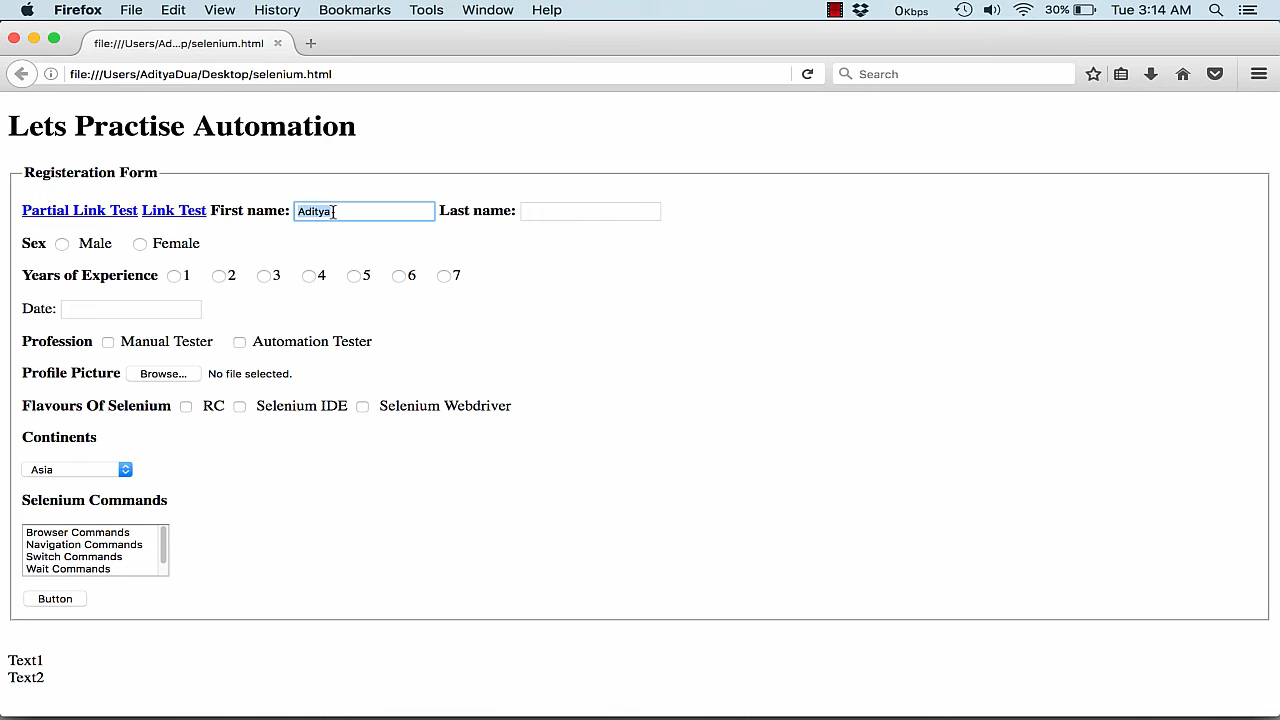 Firefox File Edit View History Bookmarks Tools Window Help 0Kbps 30% Tue 3:14 AM
file:///Users/Ad...p/selenium.html
file:///Users/AdityaDua/Desktop/selenium.html Search
Lets Practise Automation
Registeration Form
Partial Link Test Link Test First name: Aditya Last name:
Sex Male Female
Years of Experience 1 2 3 4 5 6 7
Date:
Profession Manual Tester Automation Tester
Profile Picture Browse... No file selected.
Flavours Of Selenium RC Selenium IDE Selenium Webdriver
Continents
Asia
Selenium Commands
Browser Commands
Navigation Commands
Switch Commands
Wait Commands
Button
Text1
Text2